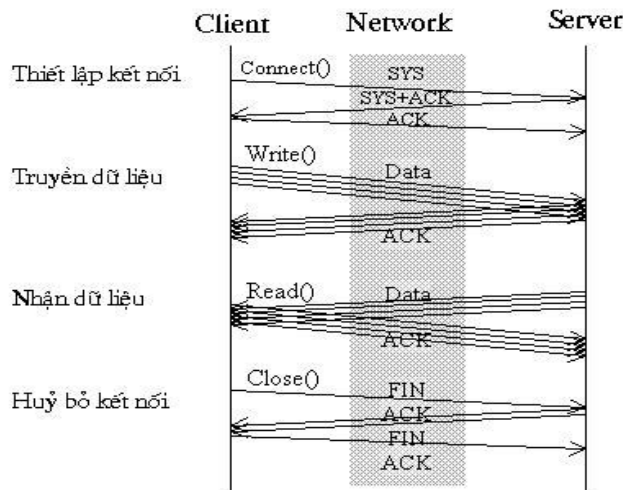 Client Network Server
Thiết lập kết nối
Connect()
SYS
SYS+ACK
ACK
Truyền dữ liệu
Write()
Data
ACK
Nhận dữ liệu
Read()
Data
ACK
Huỷ bỏ kết nối
Close()
FIN
ACK
FIN
ACK